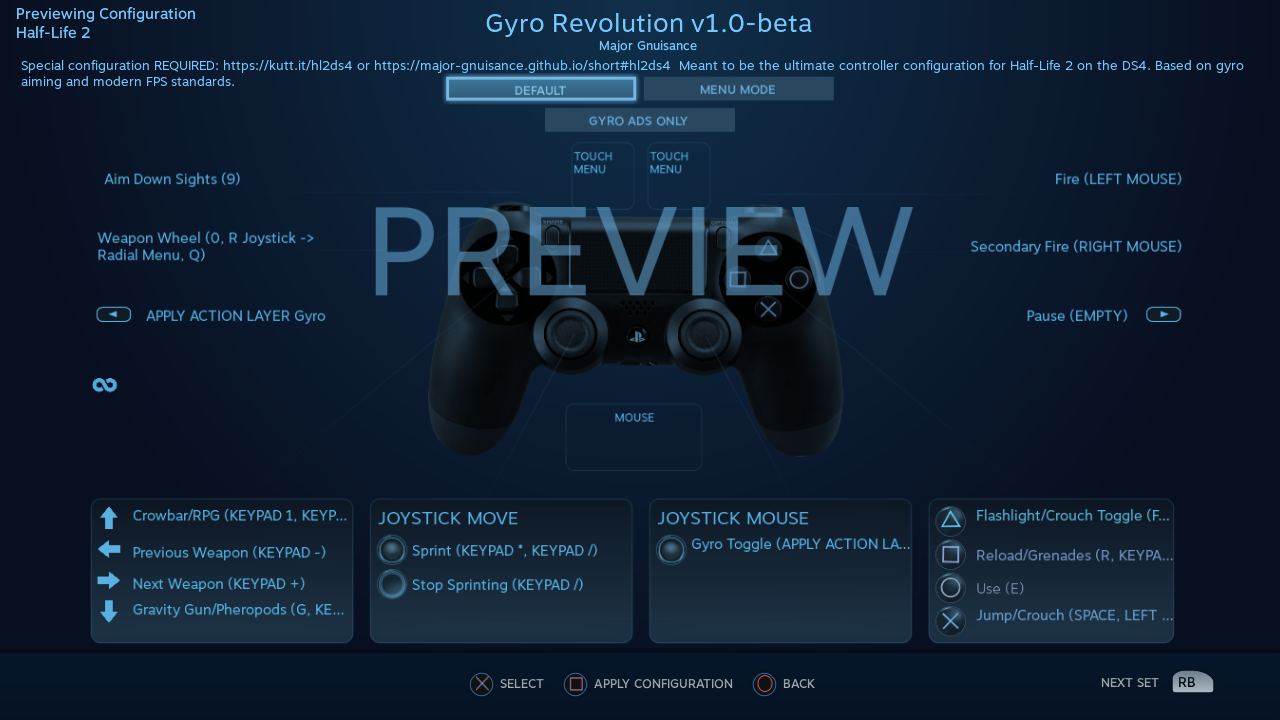 Previewing Configuration
Half-Life 2
Gyro Revolution v1.0-beta
Major Gnuisance
Special configuration REQUIRED: https://kutt.it/hl2ds4 or https://major-gnuisance.github.io/short#hl2ds4  Meant to be the ultimate controller configuration for Half-Life 2 on the DS4. Based on gyro
aiming and modern FPS standards.
DEFAULT
MENU MODE
GYRO ADS ONLY
TOUCH
MENU
TOUCH
MENU
Aim Down Sights (9)
Fire (LEFT MOUSE)
PREVIEW
SHARE
Weapon Wheel (0, R Joystick ->
Radial Menu, Q)
Secondary Fire (RIGHT MOUSE)
APPLY ACTION LAYER Gyro
Pause (EMPTY)
MOUSE
Crowbar/RPG (KEYPAD 1, KEYP...
Previous Weapon (KEYPAD -)
Next Weapon (KEYPAD +)
Gravity Gun/Pheropods (G, KE...
JOYSTICK MOVE
Sprint (KEYPAD *, KEYPAD /)
Stop Sprinting (KEYPAD /)
JOYSTICK MOUSE
Gyro Toggle (APPLY ACTION LA...
Flashlight/Crouch Toggle (F,...
Reload/Grenades (R, KEYPA...
Use (E)
Jump/Crouch (SPACE, LEFT ...
SELECT
APPLY CONFIGURATION
BACK
NEXT SET
RB